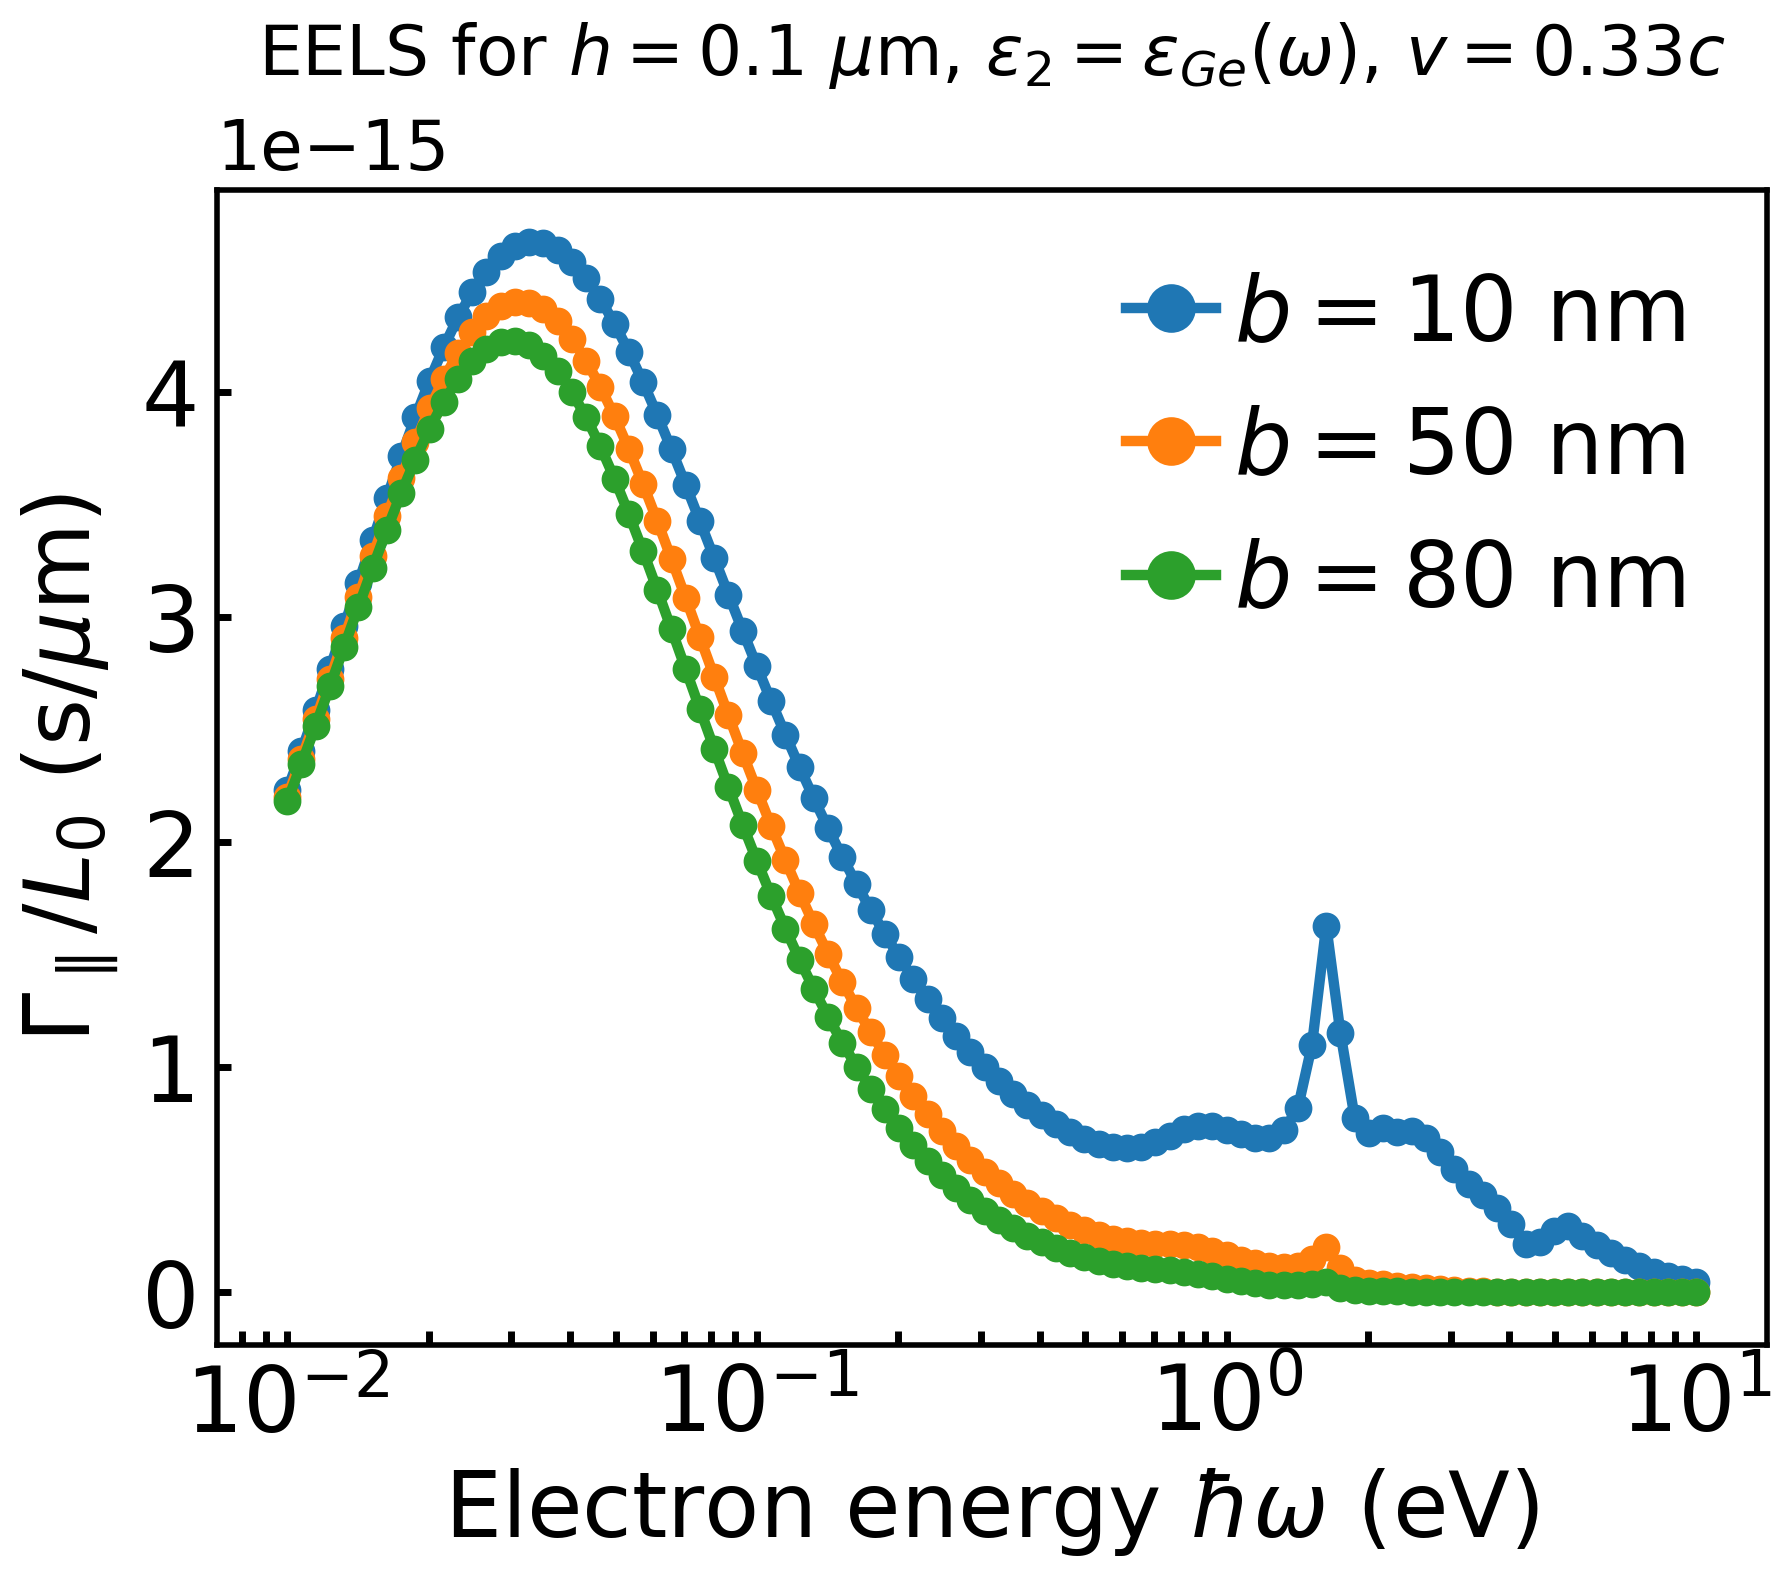 EELS for h = 0.1 μm, ε₂ = ε_Ge(ω), v = 0.33c
1e−15
b = 10 nm
b = 50 nm
b = 80 nm
4
3
2
1
0
Γ∥/L₀ (s/μm)
10⁻² 10⁻¹ 10⁰ 10¹
Electron energy ℏω (eV)